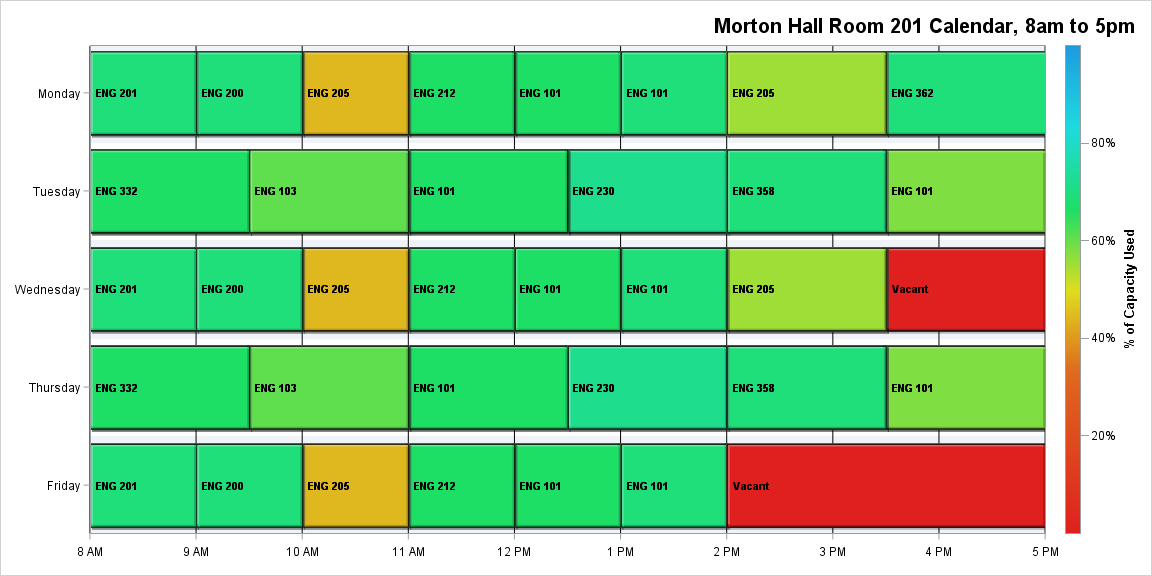 Morton Hall Room 201 Calendar, 8am to 5pm
Monday ENG 201 ENG 200 ENG 205 ENG 212 ENG 101 ENG 101 ENG 205 ENG 362
Tuesday ENG 332 ENG 103 ENG 101 ENG 230 ENG 358 ENG 101
Wednesday ENG 201 ENG 200 ENG 205 ENG 212 ENG 101 ENG 101 ENG 205 Vacant
Thursday ENG 332 ENG 103 ENG 101 ENG 230 ENG 358 ENG 101
Friday ENG 201 ENG 200 ENG 205 ENG 212 ENG 101 ENG 101 Vacant
8 AM 9 AM 10 AM 11 AM 12 PM 1 PM 2 PM 3 PM 4 PM 5 PM
80%
60%
40%
20%
% of Capacity Used